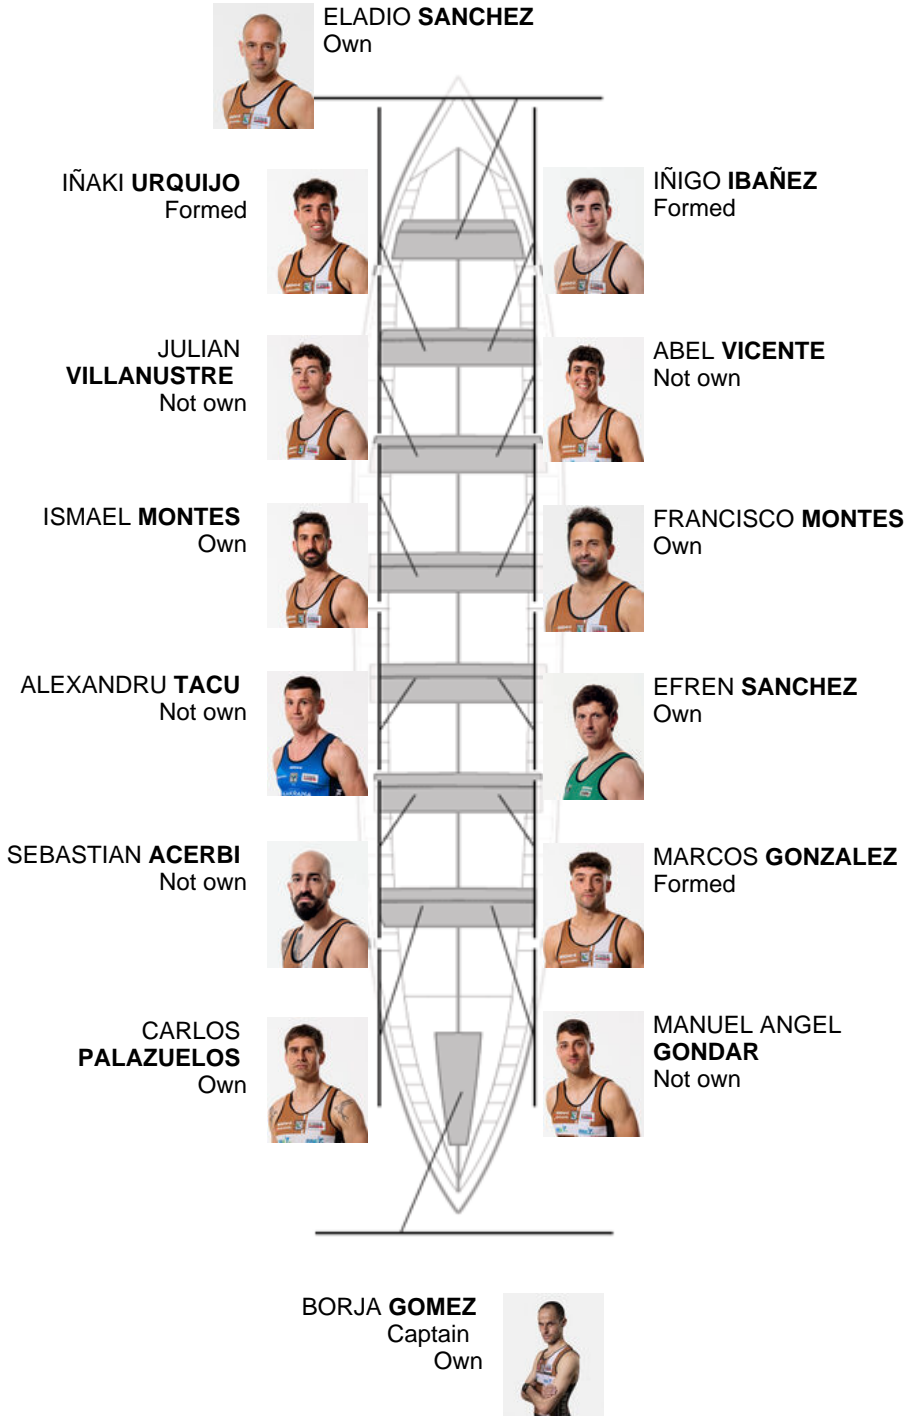 ELADIO SANCHEZ
Own
IÑAKI URQUIJO
Formed
IÑIGO IBAÑEZ
Formed
JULIAN
VILLANUSTRE
Not own
ABEL VICENTE
Not own
ISMAEL MONTES
Own
FRANCISCO MONTES
Own
ALEXANDRU TACU
Not own
EFREN SANCHEZ
Own
SEBASTIAN ACERBI
Not own
MARCOS GONZALEZ
Formed
CARLOS
PALAZUELOS
Own
MANUEL ANGEL
GONDAR
Not own
BORJA GOMEZ
Captain
Own